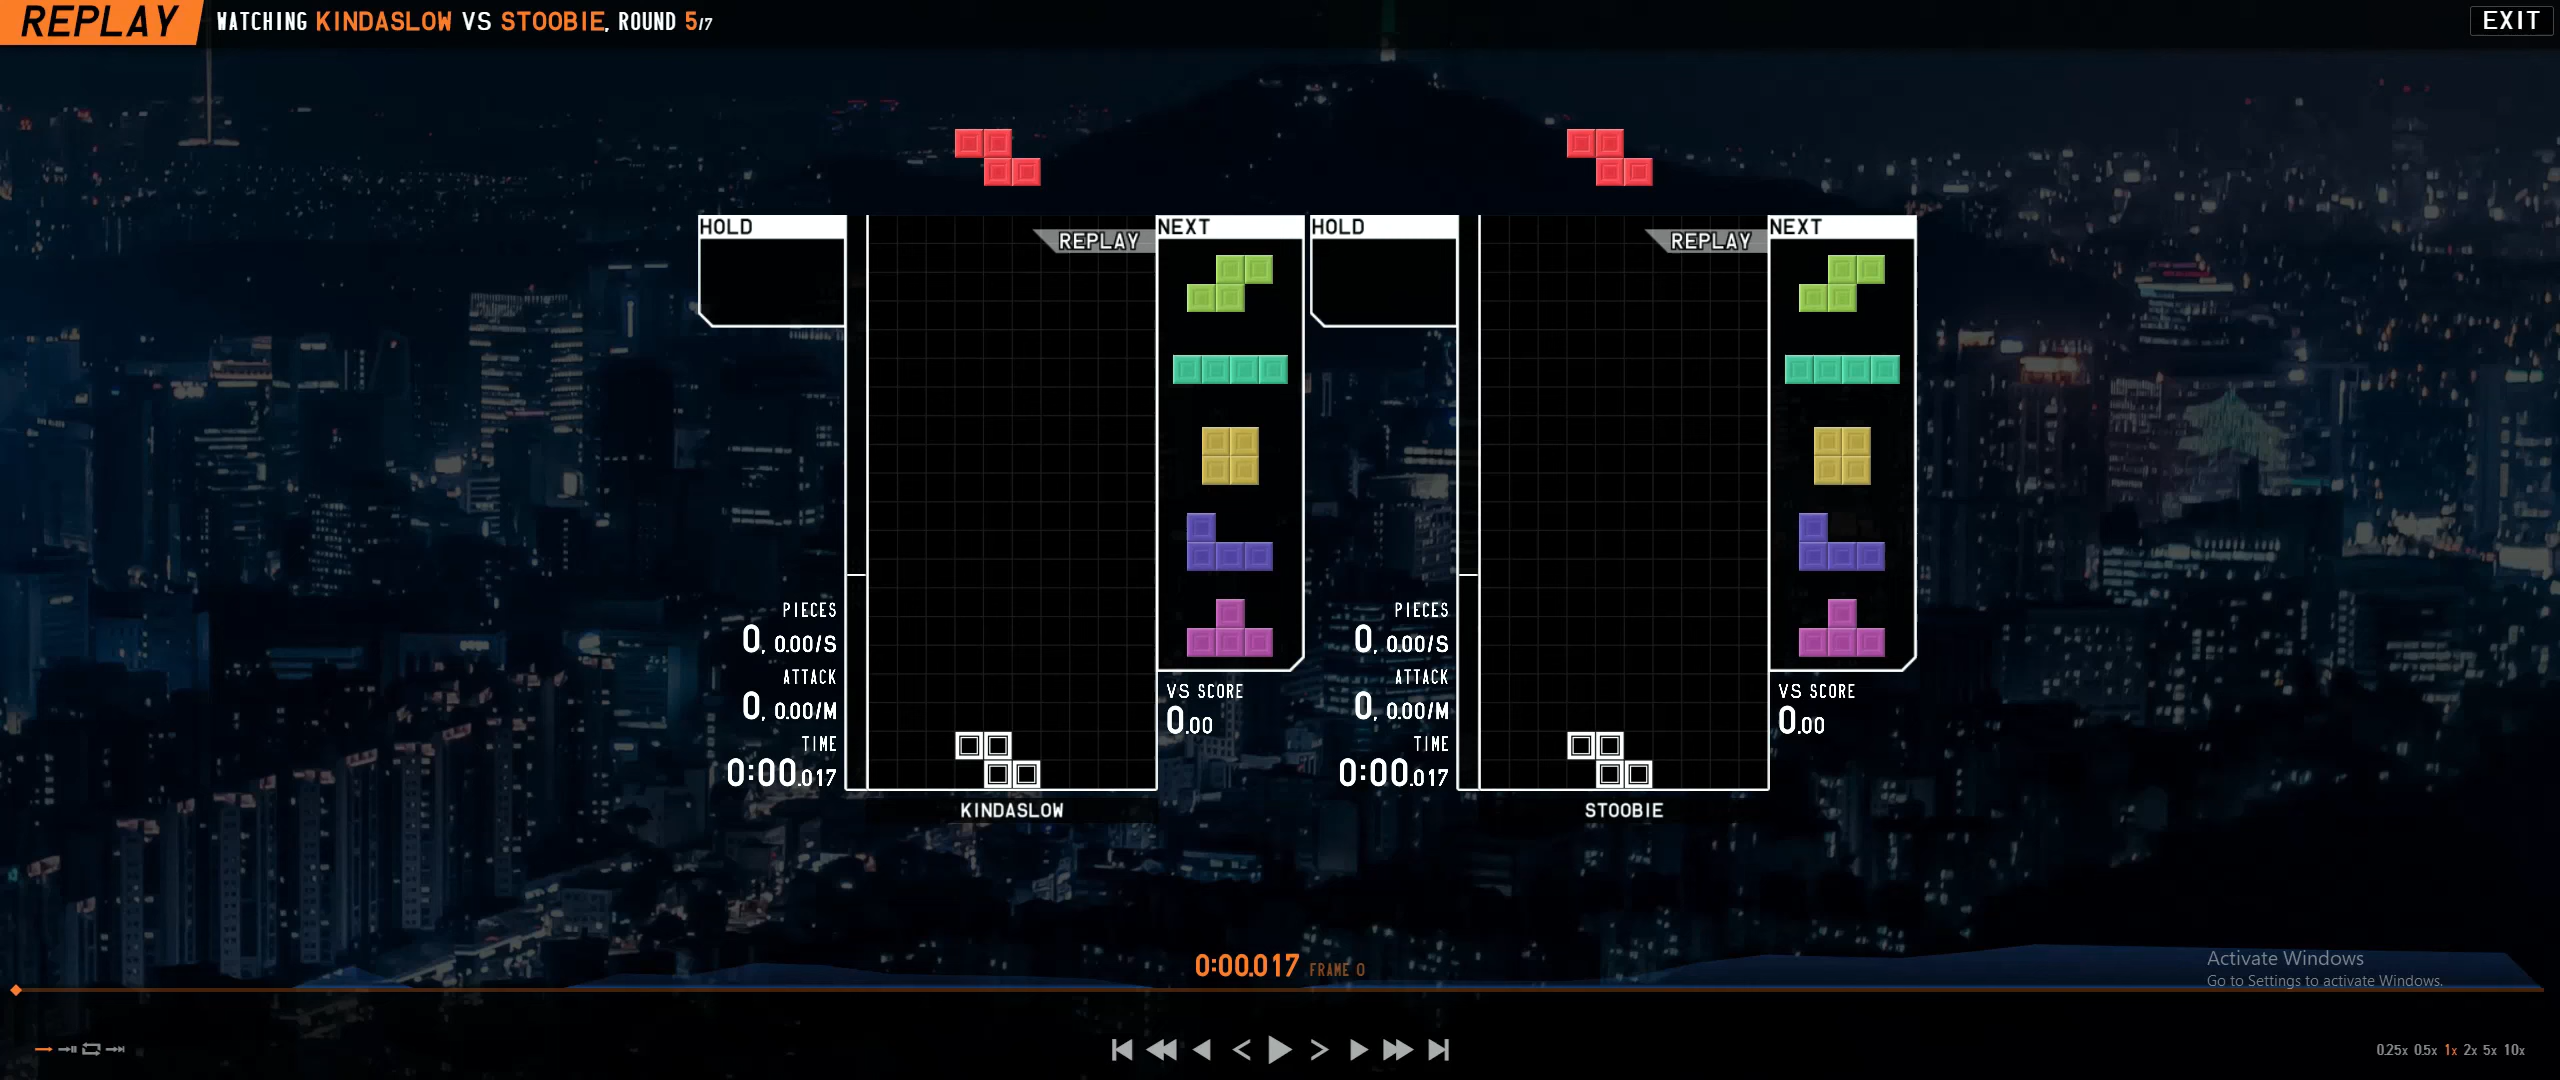 REPLAY
WATCHING KINDASLOW VS STOOBIE, ROUND 5/7
EXIT
HOLD
REPLAY
NEXT
PIECES
0, 0.00/S
ATTACK
0, 0.00/M
TIME
0:00.017
VS SCORE
0.00
KINDASLOW
HOLD
REPLAY
NEXT
PIECES
0, 0.00/S
ATTACK
0, 0.00/M
TIME
0:00.017
VS SCORE
0.00
STOOBIE
0:00.017 FRAME 0
Activate Windows
Go to Settings to activate Windows.
0.25x 0.5x 1x 2x 5x 10x